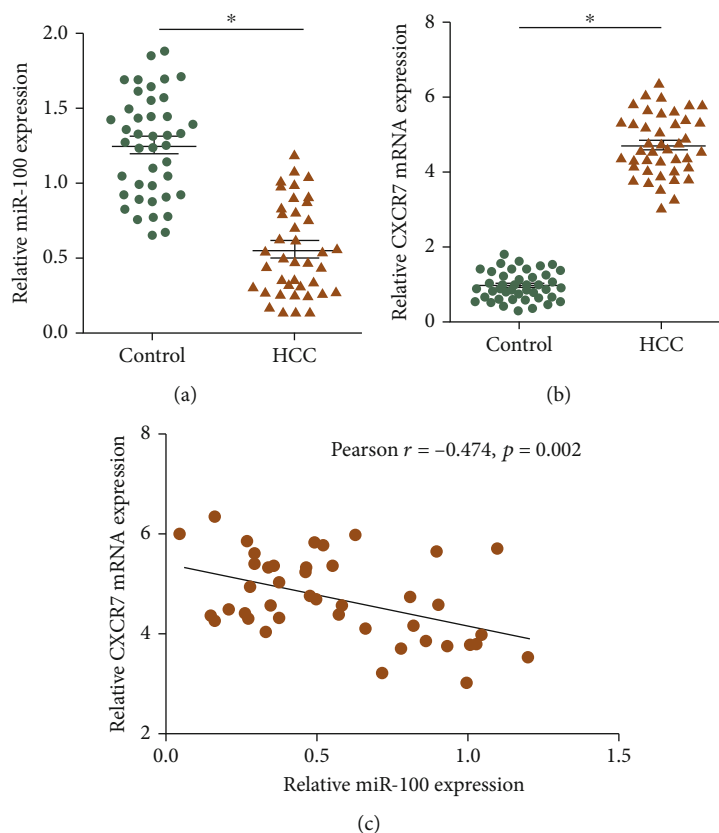 Relative miR-100 expression
2.0
1.5
1.0
0.5
0.0
*
Control
HCC
(a)
Relative CXCR7 mRNA expression
8
6
4
2
0
*
Control
HCC
(b)
Relative CXCR7 mRNA expression
8
6
4
2
Pearson r = –0.474, p = 0.002
0.0
0.5
1.0
1.5
Relative miR-100 expression
(c)